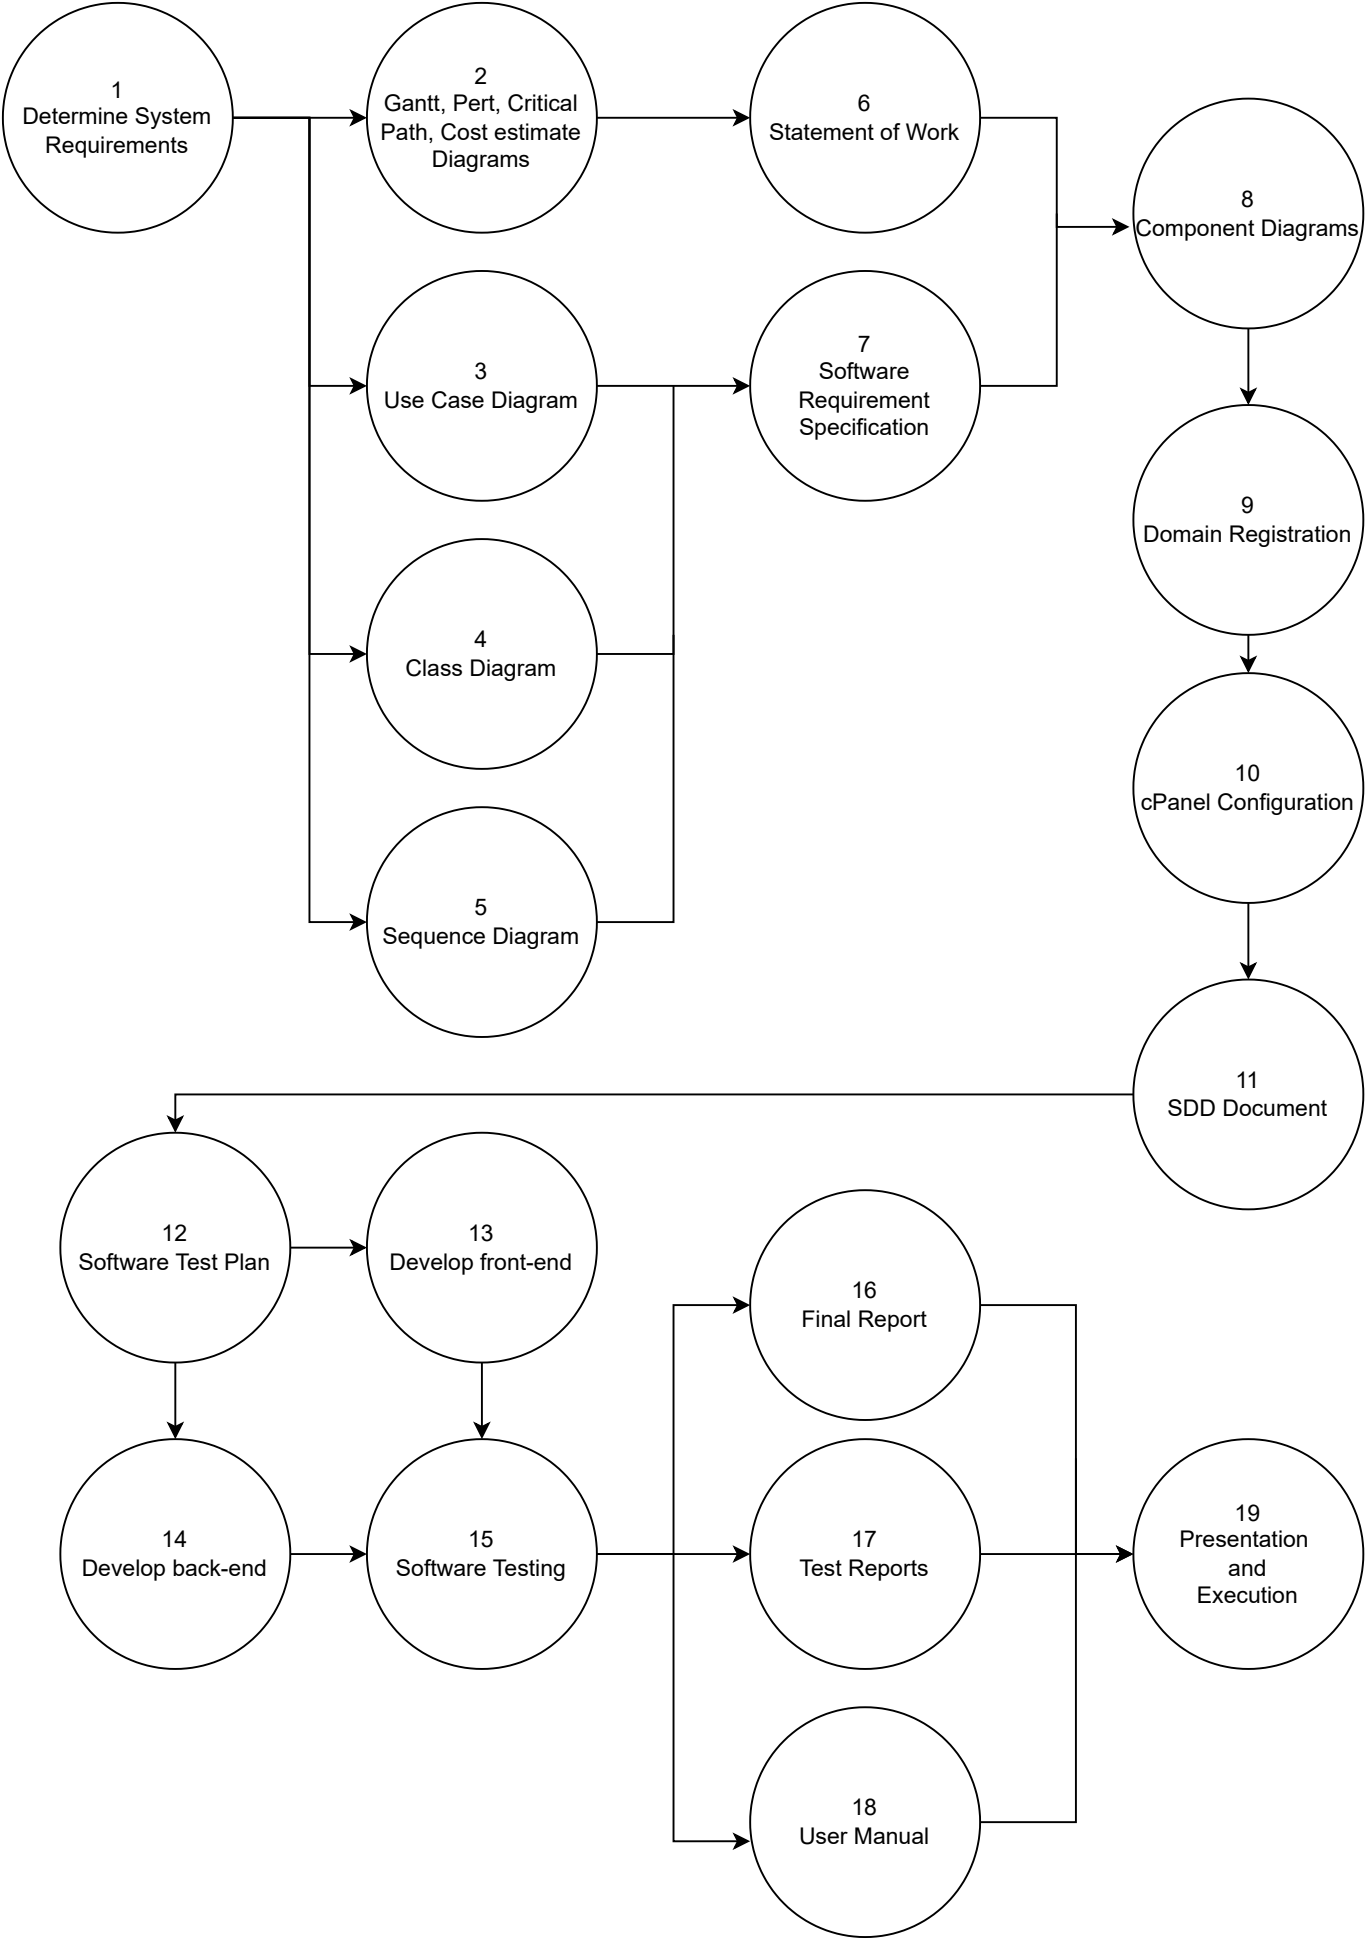 1
Determine System
Requirements
2
Gantt, Pert, Critical
Path, Cost estimate
Diagrams
6
Statement of Work
8
Component Diagrams
3
Use Case Diagram
7
Software
Requirement
Specification
9
Domain Registration
4
Class Diagram
10
cPanel Configuration
5
Sequence Diagram
11
SDD Document
12
Software Test Plan
13
Develop front-end
16
Final Report
14
Develop back-end
15
Software Testing
17
Test Reports
19
Presentation
and
Execution
18
User Manual